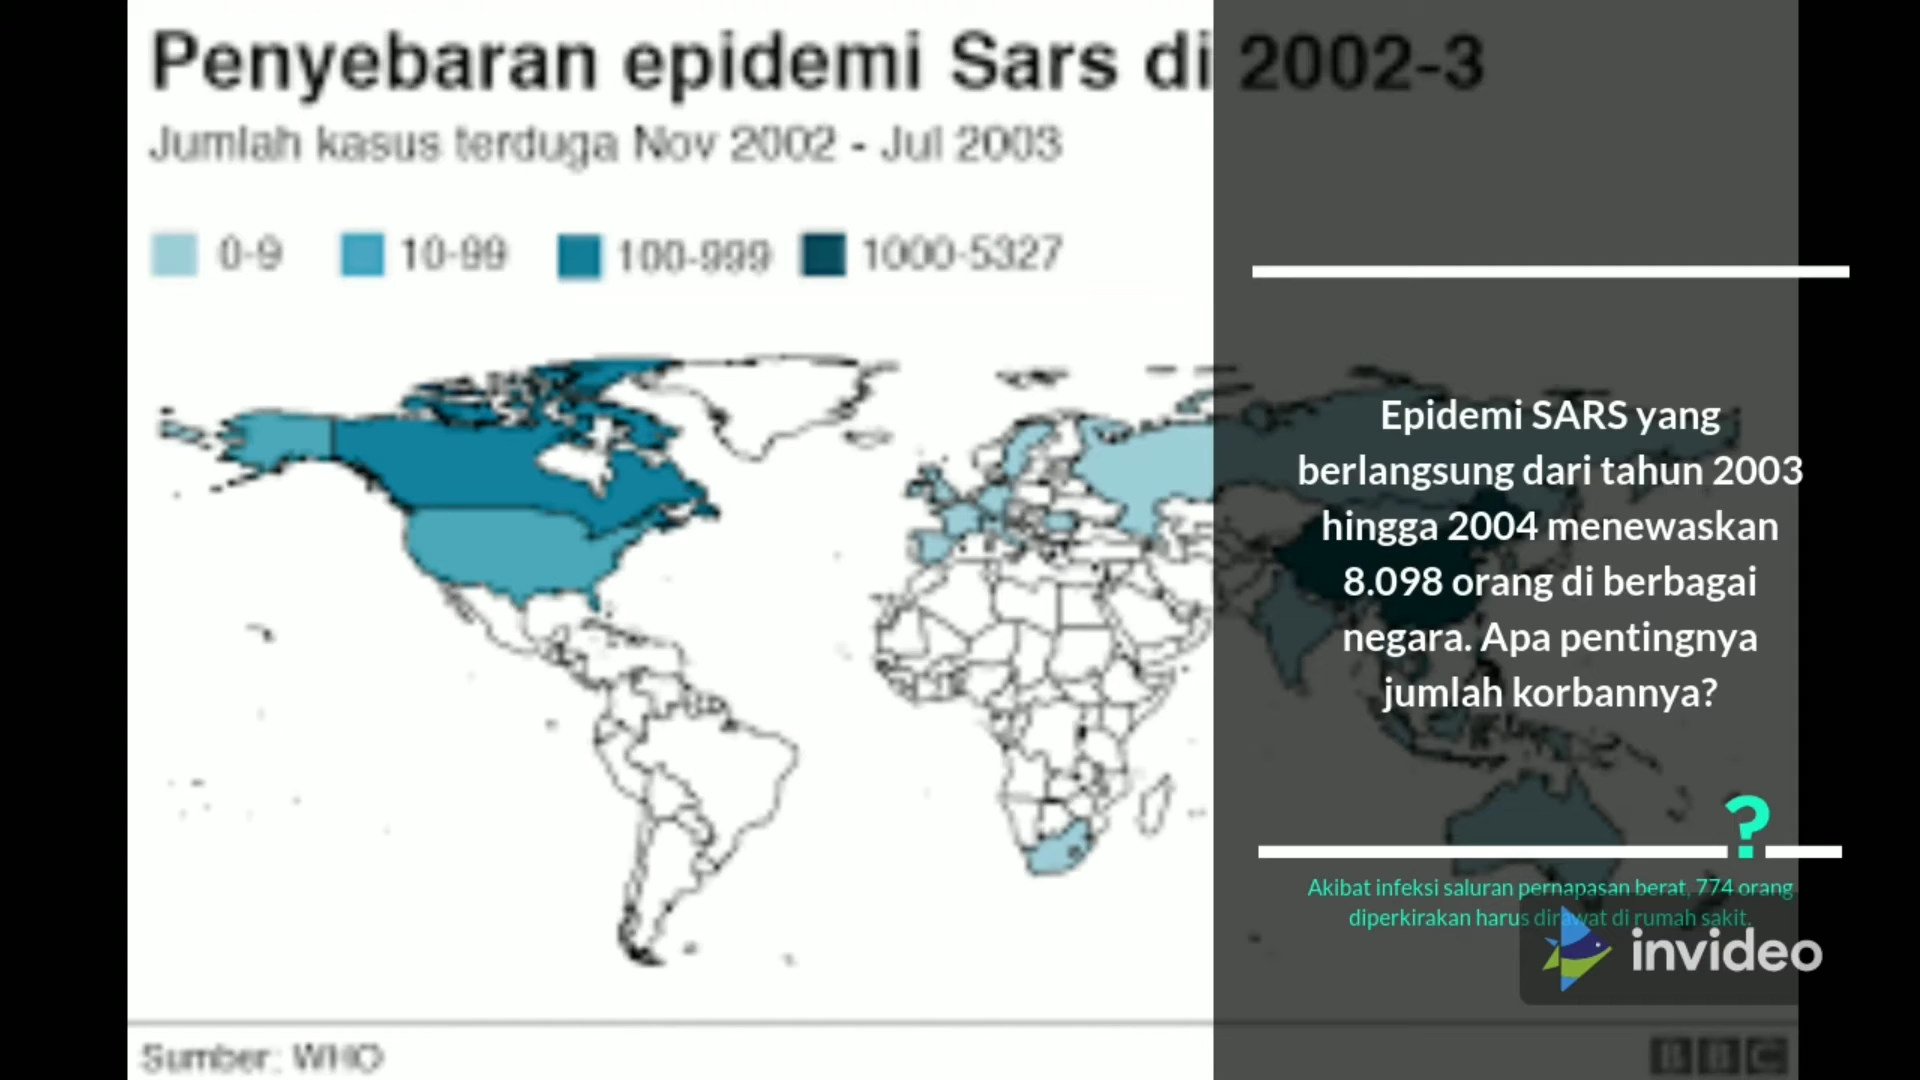 Penyebaran epidemi Sars di 2002-3
Jumlah kasus terduga Nov 2002 - Jul 2003
0-9 10-99 100-999 1000-5327
Epidemi SARS yang
berlangsung dari tahun 2003
hingga 2004 menewaskan
8.098 orang di berbagai
negara. Apa pentingnya
jumlah korbannya?
?
Akibat infeksi saluran pernapasan berat, 774 orang
diperkirakan harus dirawat di rumah sakit.
invideo
Sumber: WHO
BBC